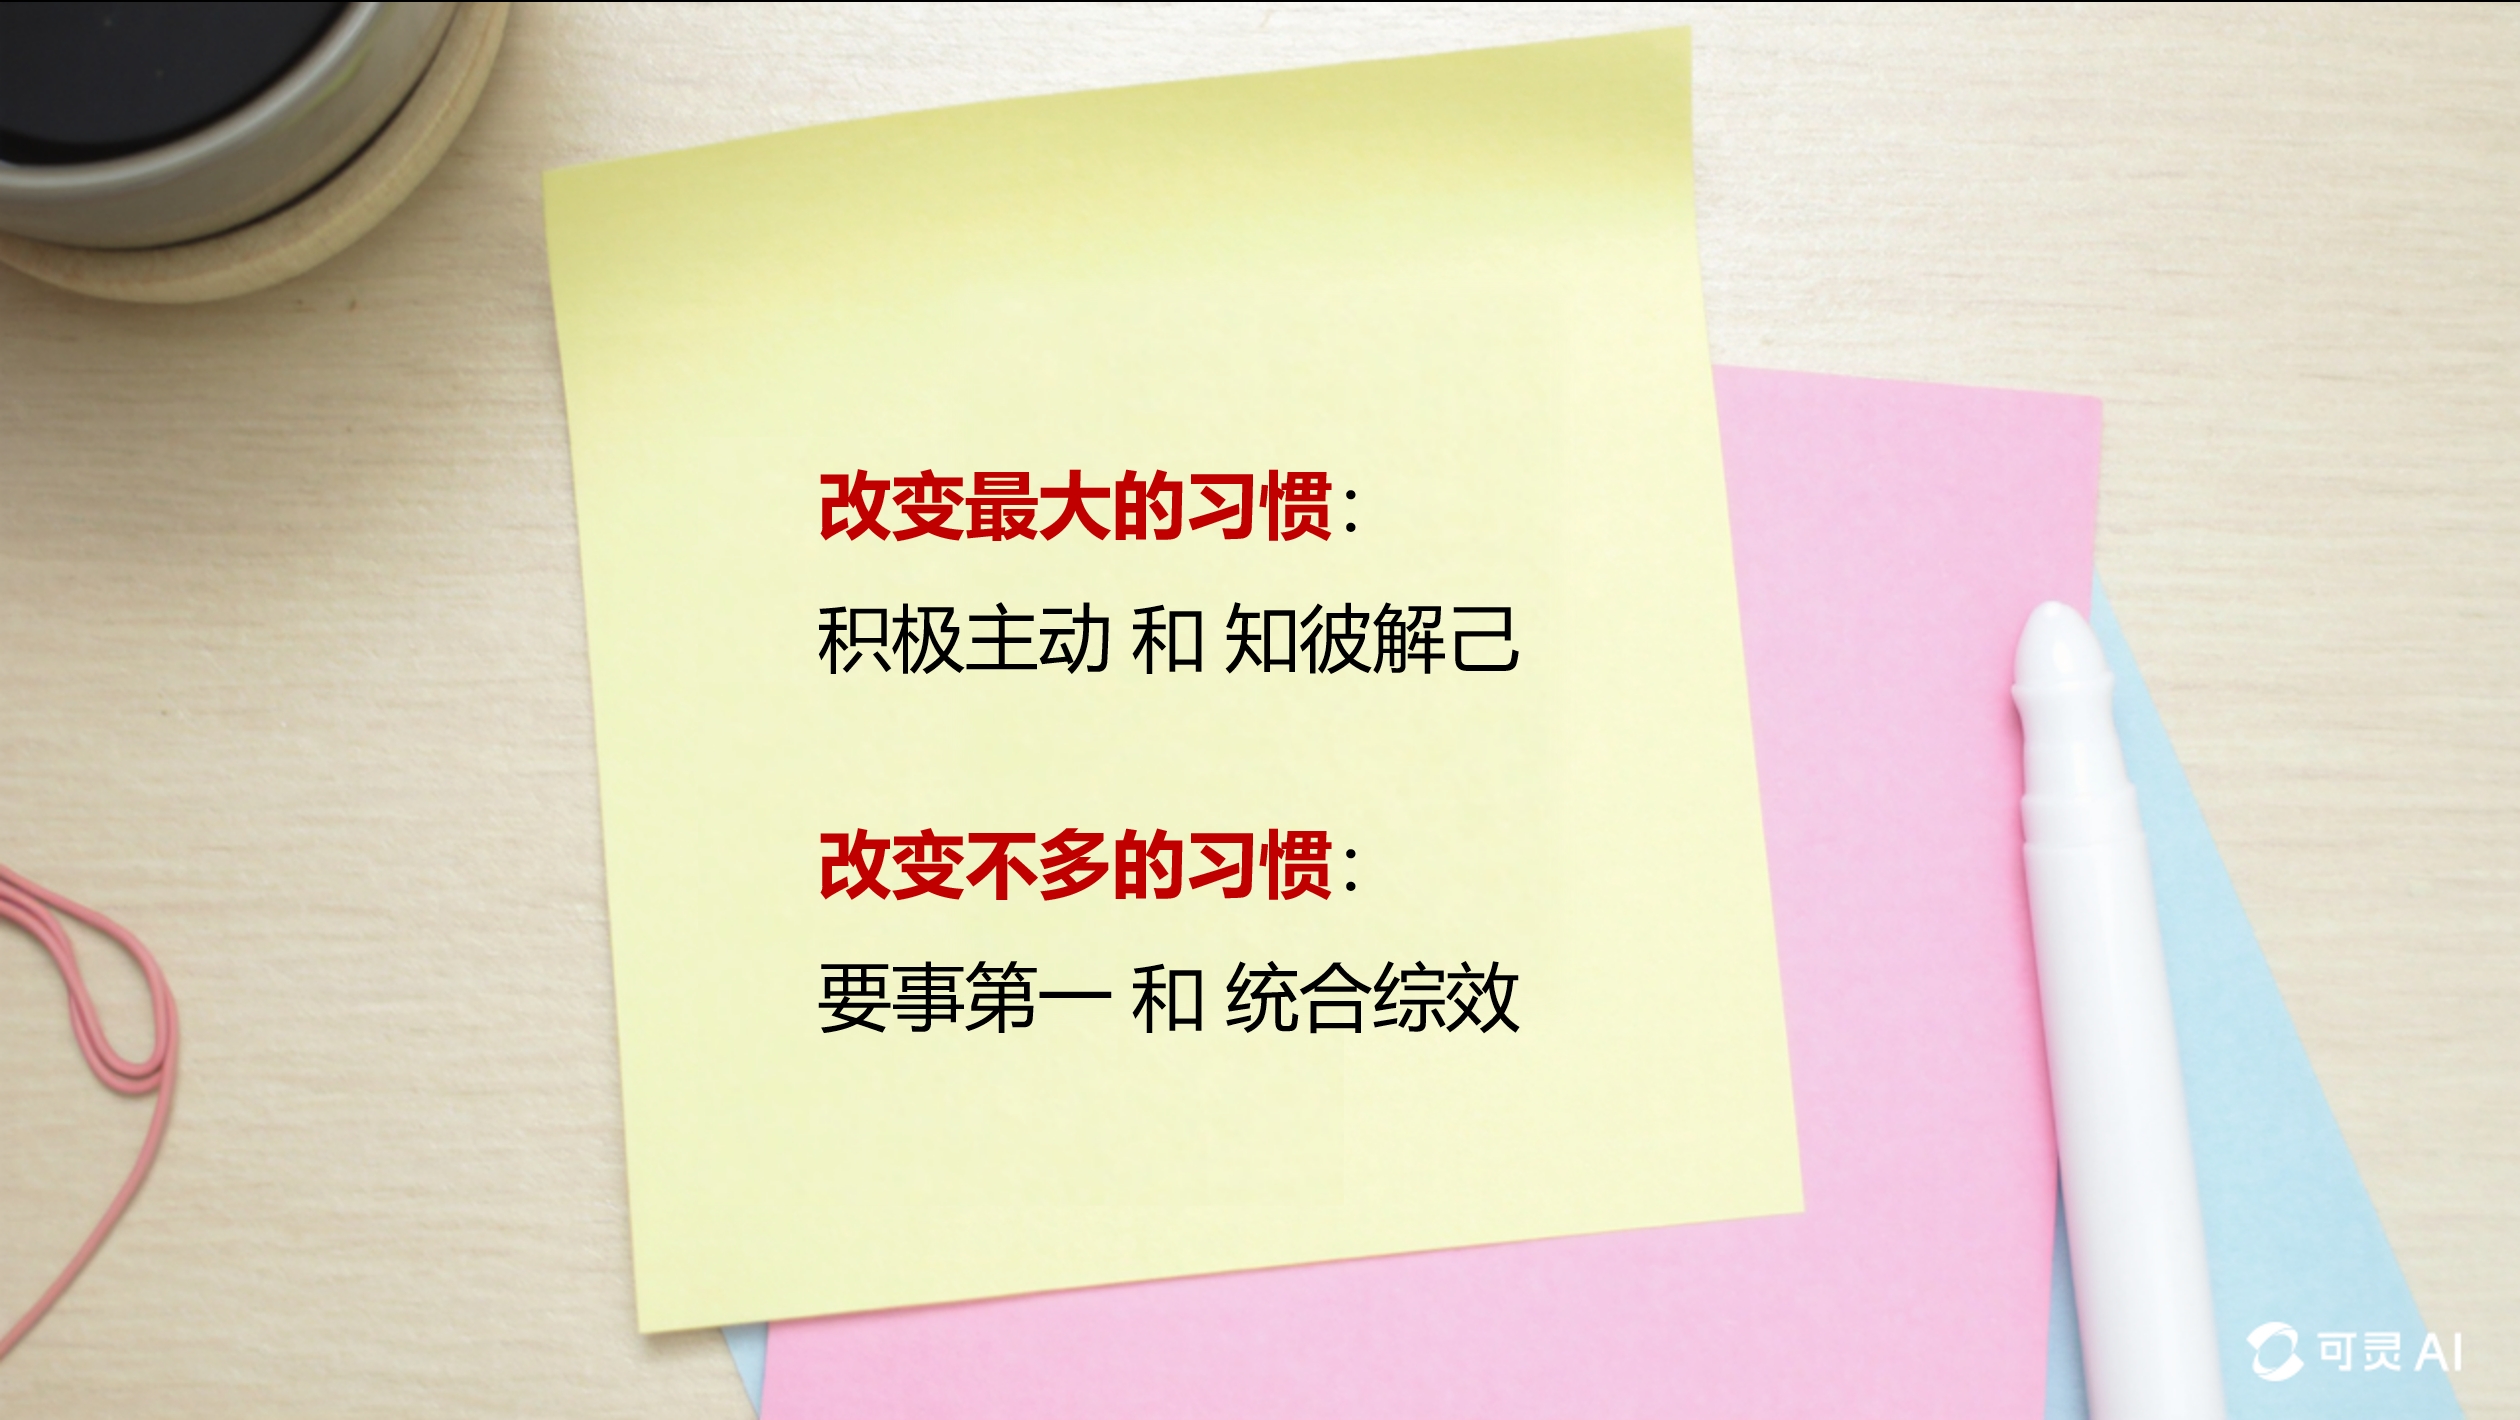 改变最大的习惯：
积极主动 和 知彼解己
改变不多的习惯：
要事第一 和 统合综效
可灵 AI